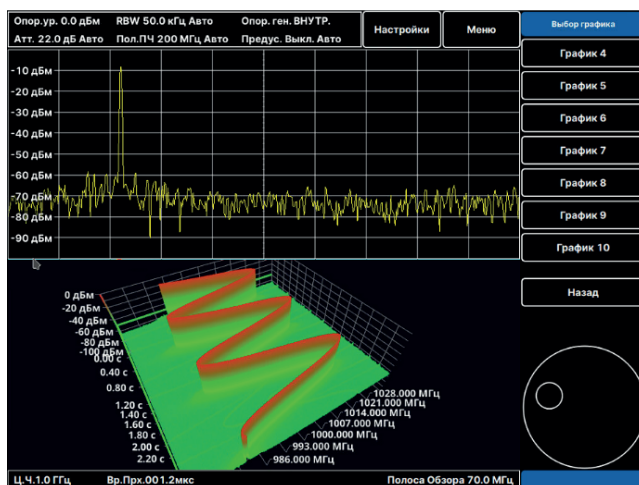 Опор.ур. 0.0 дБм RBW 50.0 кГц Авто Опор. ген. ВНУТР.
Атт. 22.0 дБ Авто Пол.ПЧ 200 МГц Авто Предус. Выкл. Авто
Настройки
Меню
Выбор графика
График 4
График 5
График 6
График 7
График 8
График 9
График 10
Назад
-10 дБм
-20 дБм
-30 дБм
-40 дБм
-50 дБм
-60 дБм
-70 дБм
-80 дБм
-90 дБм
0 дБм
-20 дБм
-40 дБм
-60 дБм
-80 дБм
-100 дБм
0.00 с
0.40 с
0.80 с
1.20 с
1.40 с
1.60 с
1.80 с
2.00 с
2.20 с
1028.000 МГц
1021.000 МГц
1014.000 МГц
1007.000 МГц
1000.000 МГц
993.000 МГц
986.000 МГц
Ц.Ч.1.0 ГГц Вр.Прх.001.2мкс Полоса Обзора 70.0 МГц